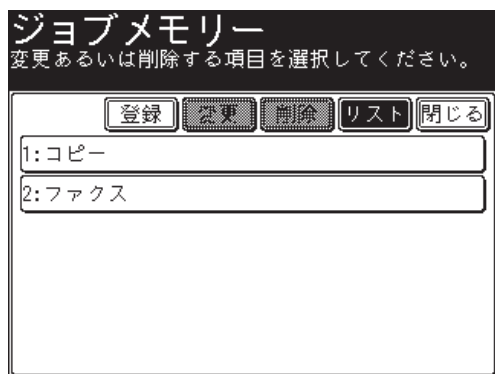 ジョブメモリー
変更あるいは削除する項目を選択してください。
登録 変更 削除 リスト 閉じる
1:コピー
2:ファクス